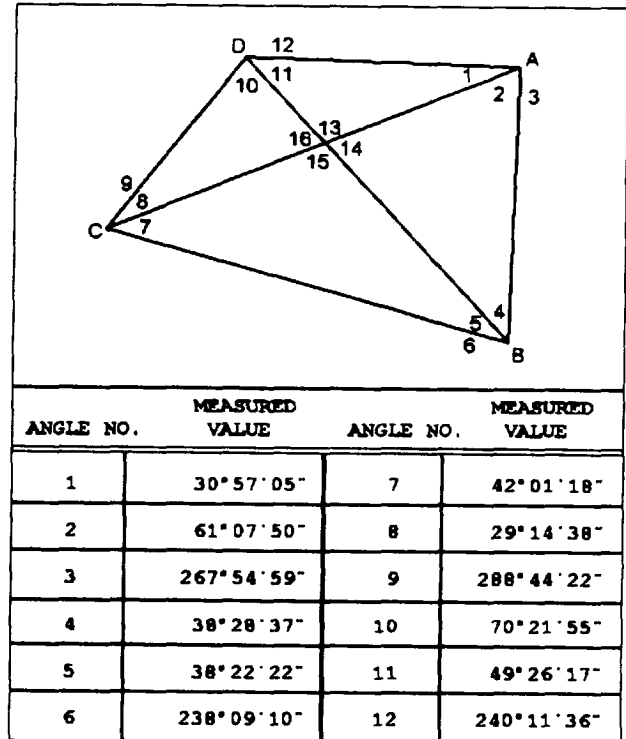 D 12
A
1
11
10 2 3
13
16 14
15
9
8
C 7
4
5
6
B
MEASURED MEASURED
ANGLE NO. VALUE ANGLE NO. VALUE
1 30°57'05" 7 42°01'18"
2 61°07'50" 8 29°14'38"
3 267°54'59" 9 288°44'22"
4 38°28'37" 10 70°21'55"
5 38°22'22" 11 49°26'17"
6 238°09'10" 12 240°11'36"